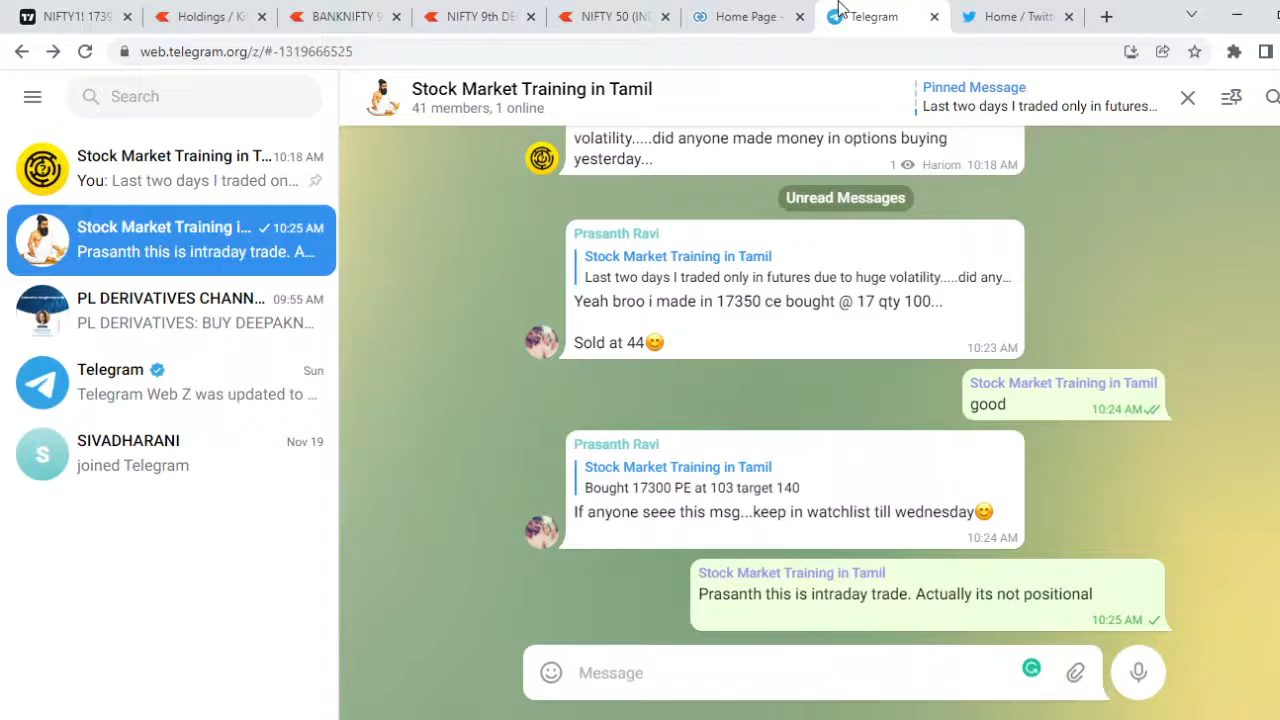 NIFTY1! 1739
Holdings / Ki
BANKNIFTY 9
NIFTY 9th DE
NIFTY 50 (IN
Home Page -
Telegram
Home / Twitt
web.telegram.org/z/#-1319666525
Search
Stock Market Training in T... 10:18 AM
You: Last two days I traded on...
Stock Market Training i... 10:25 AM
Prasanth this is intraday trade. A...
PL DERIVATIVES CHANN... 09:55 AM
PL DERIVATIVES: BUY DEEPAKN...
Telegram Sun
Telegram Web Z was updated to ...
S
SIVADHARANI Nov 19
joined Telegram
Stock Market Training in Tamil
41 members, 1 online
Pinned Message
Last two days I traded only in futures...
volatility.....did anyone made money in options buying
yesterday...
1 Hariom 10:18 AM
Unread Messages
Prasanth Ravi
Stock Market Training in Tamil
Last two days I traded only in futures due to huge volatility.....did any...
Yeah broo i made in 17350 ce bought @ 17 qty 100...
Sold at 44😊
10:23 AM
Stock Market Training in Tamil
good
10:24 AM
Prasanth Ravi
Stock Market Training in Tamil
Bought 17300 PE at 103 target 140
If anyone seee this msg...keep in watchlist till wednesday😊
10:24 AM
Stock Market Training in Tamil
Prasanth this is intraday trade. Actually its not positional
10:25 AM
Message